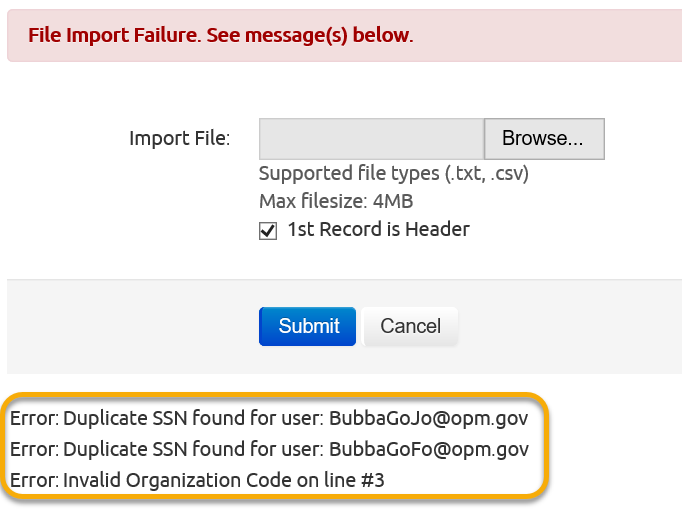 File Import Failure. See message(s) below.
Import File:
Browse...
Supported file types (.txt, .csv)
Max filesize: 4MB
1st Record is Header
Submit
Cancel
Error: Duplicate SSN found for user: BubbaGoJo@opm.gov
Error: Duplicate SSN found for user: BubbaGoFo@opm.gov
Error: Invalid Organization Code on line #3